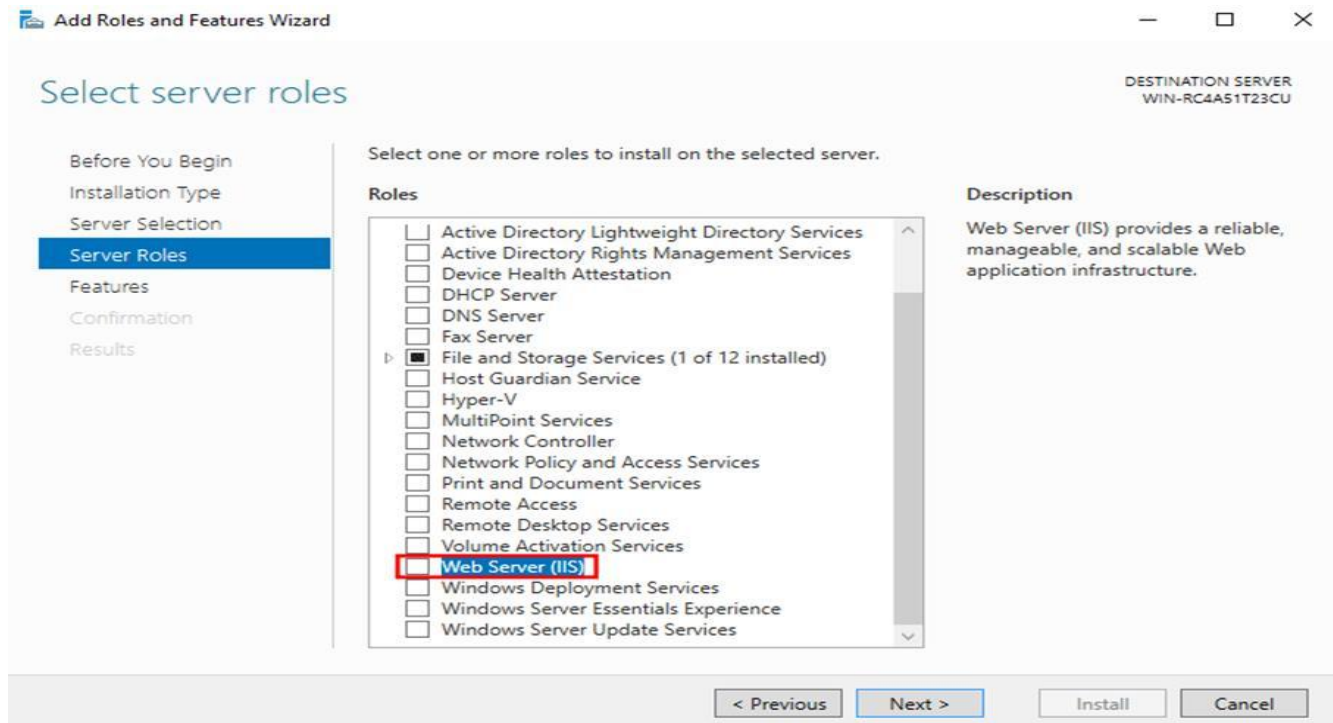 Add Roles and Features Wizard
Select server roles
DESTINATION SERVER
WIN-RC4A51T23CU
Before You Begin
Installation Type
Server Selection
Server Roles
Features
Confirmation
Results
Select one or more roles to install on the selected server.
Roles
Active Directory Lightweight Directory Services
Active Directory Rights Management Services
Device Health Attestation
DHCP Server
DNS Server
Fax Server
File and Storage Services (1 of 12 installed)
Host Guardian Service
Hyper-V
MultiPoint Services
Network Controller
Network Policy and Access Services
Print and Document Services
Remote Access
Remote Desktop Services
Volume Activation Services
Web Server (IIS)
Windows Deployment Services
Windows Server Essentials Experience
Windows Server Update Services
Description
Web Server (IIS) provides a reliable,
manageable, and scalable Web
application infrastructure.
< Previous
Next >
Install
Cancel